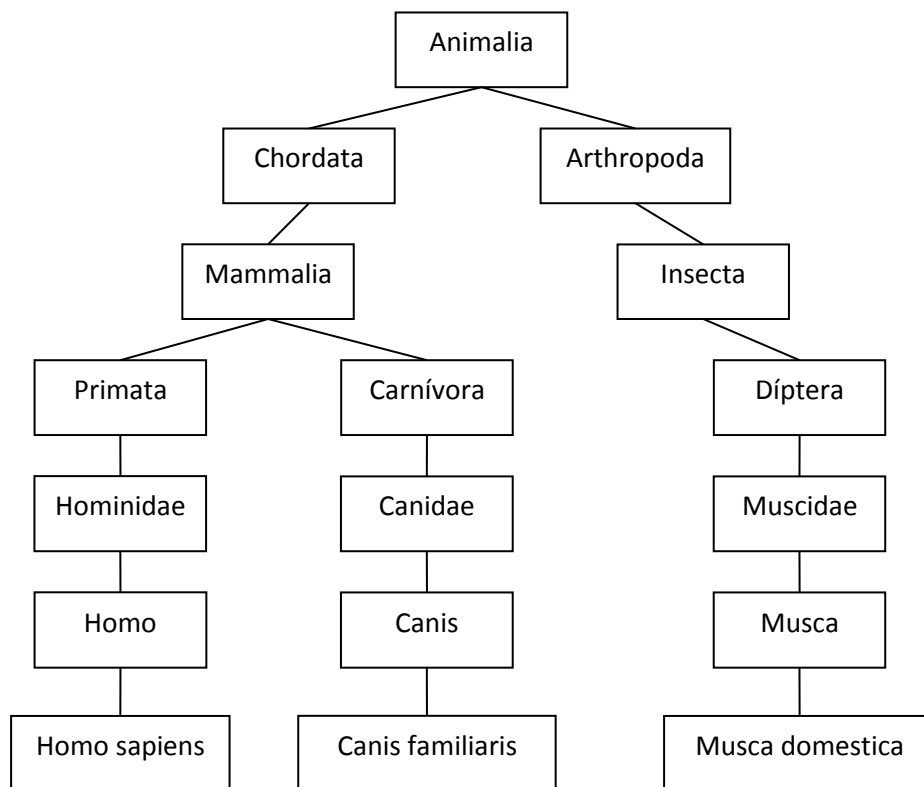 Animalia
Chordata
Arthropoda
Mammalia
Insecta
Primata
Carnívora
Díptera
Hominidae
Canidae
Muscidae
Homo
Canis
Musca
Homo sapiens
Canis familiaris
Musca domestica